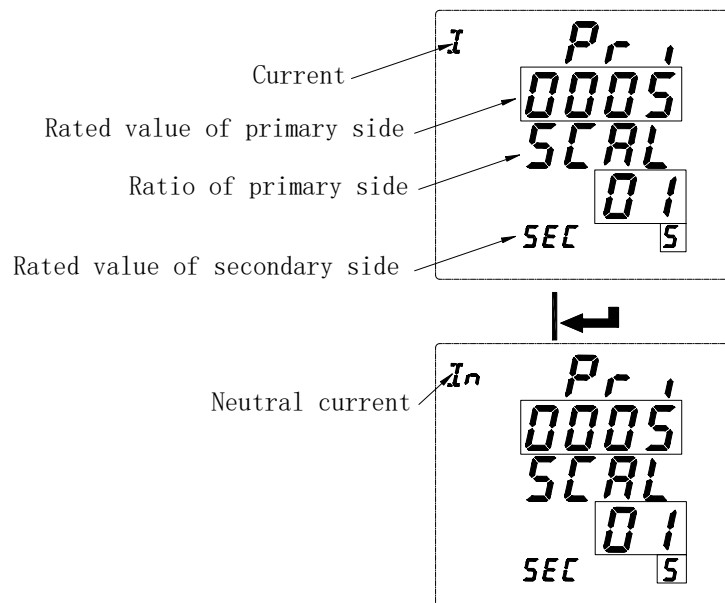 I
Pri
Current
0005
Rated value of primary side
SCAL
Ratio of primary side
01
SEC 5
Rated value of secondary side
In
Pri
Neutral current
0005
SCAL
01
SEC 5